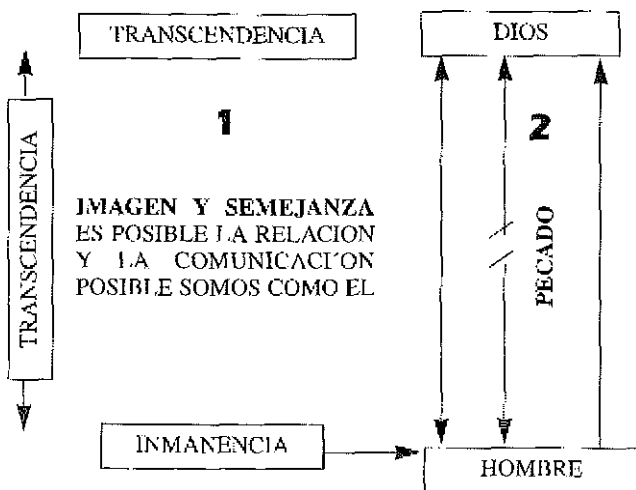 TRANSCENDENCIA
DIOS
1
2
TRANSCENDENCIA
IMAGEN Y SEMEJANZA
ES POSIBLE LA RELACION
Y LA COMUNICACION
POSIBLE SOMOS COMO EL
PECADO
INMANENCIA
HOMBRE